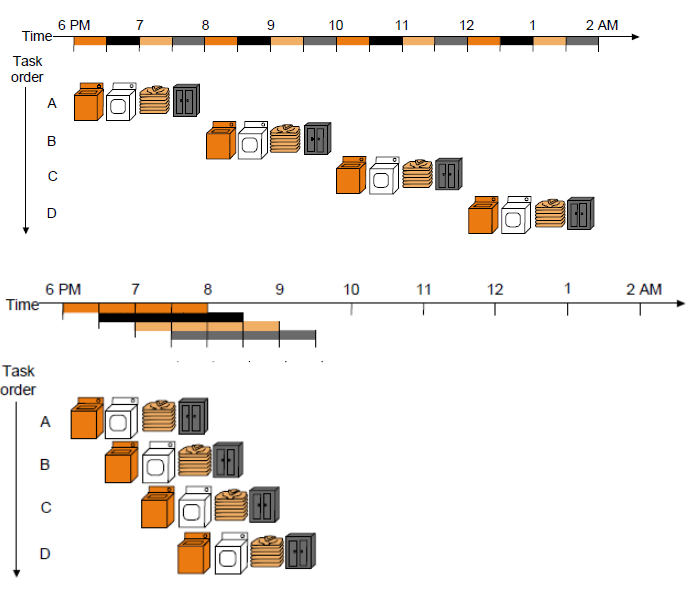 6 PM 7 8 9 10 11 12 1 2 AM
Time
Task
order
A
B
C
D
6 PM 7 8 9 10 11 12 1 2 AM
Time
Task
order
A
B
C
D